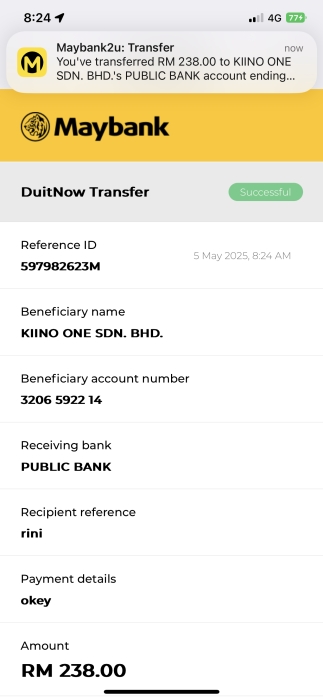 8:24
4G 77
Maybank2u: Transfer
now
You've transferred RM 238.00 to KIINO ONE
SDN. BHD.'s PUBLIC BANK account ending...
Maybank
DuitNow Transfer
Successful
Reference ID
5 May 2025, 8:24 AM
597982623M
Beneficiary name
KIINO ONE SDN. BHD.
Beneficiary account number
3206 5922 14
Receiving bank
PUBLIC BANK
Recipient reference
rini
Payment details
okey
Amount
RM 238.00